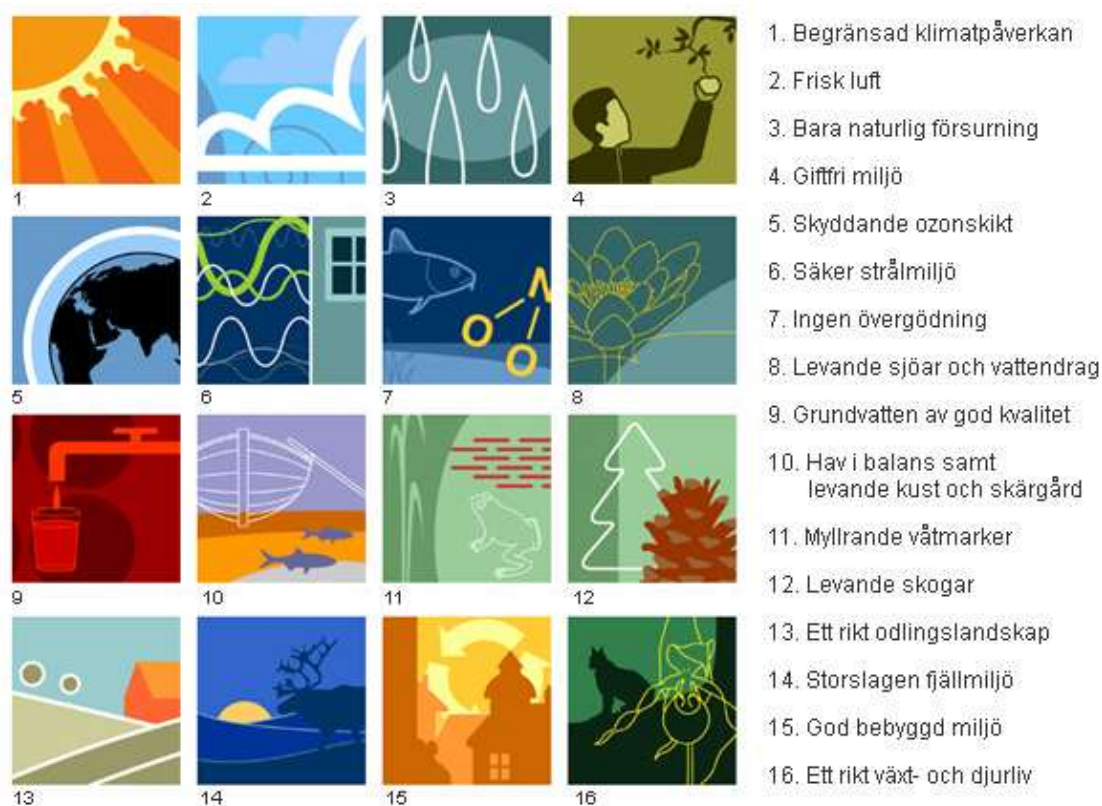 1
2
3
4
5
6
N
O
O
7
8
9
10
11
12
13
14
15
16
1. Begränsad klimatpåverkan
2. Frisk luft
3. Bara naturlig försurning
4. Giftfri miljö
5. Skyddande ozonskikt
6. Säker strålmiljö
7. Ingen övergödning
8. Levande sjöar och vattendrag
9. Grundvatten av god kvalitet
10. Hav i balans samt
levande kust och skärgård
11. Myllrande våtmarker
12. Levande skogar
13. Ett rikt odlingslandskap
14. Storslagen fjällmiljö
15. God bebyggd miljö
16. Ett rikt växt- och djurliv